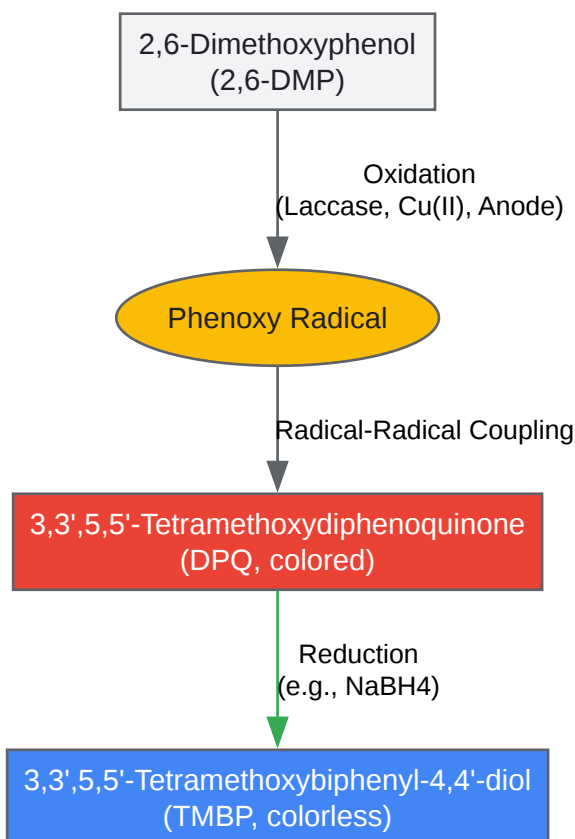 2,6-Dimethoxyphenol
(2,6-DMP)
Oxidation
(Laccase, Cu(II), Anode)
Phenoxy Radical
Radical-Radical Coupling
3,3',5,5'-Tetramethoxydiphenoquinone
(DPQ, colored)
Reduction
(e.g., NaBH4)
3,3',5,5'-Tetramethoxybiphenyl-4,4'-diol
(TMBP, colorless)